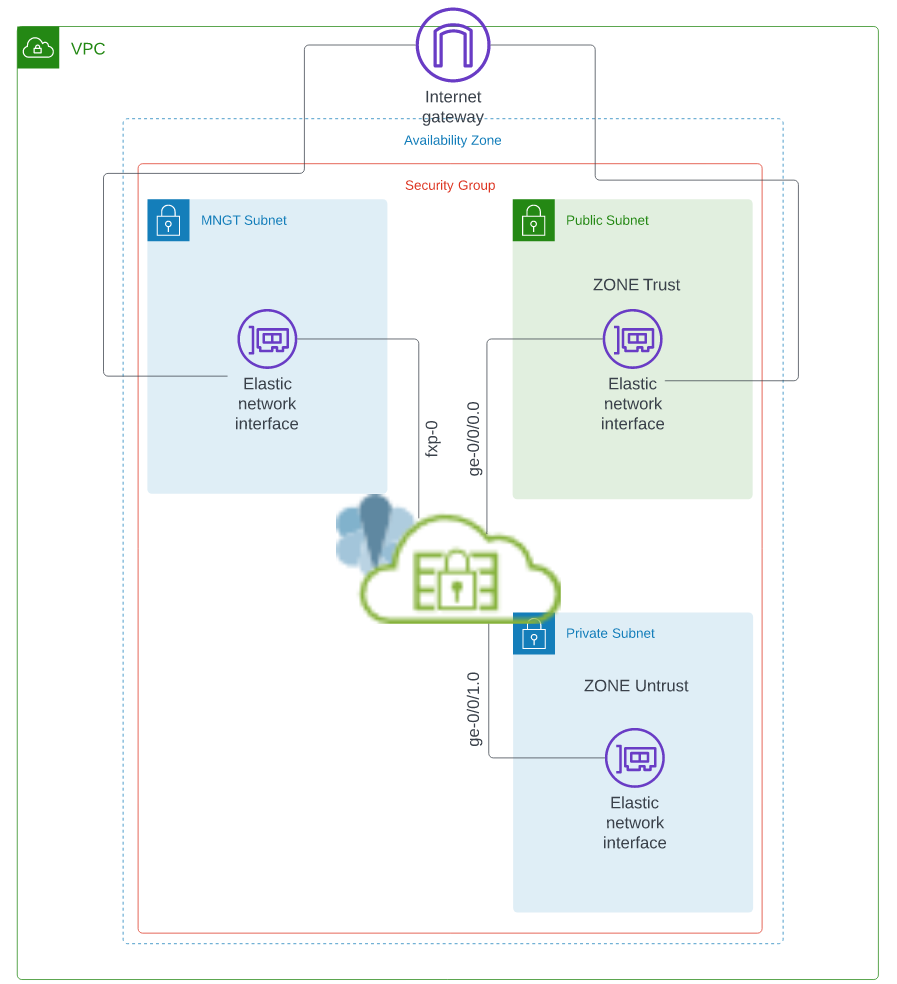 VPC
Internet
gateway
Availability Zone
Security Group
MNGT Subnet
Public Subnet
ZONE Trust
Elastic
network
interface
Elastic
network
interface
fxp-0
ge-0/0/0.0
Private Subnet
ZONE Untrust
ge-0/0/1.0
Elastic
network
interface